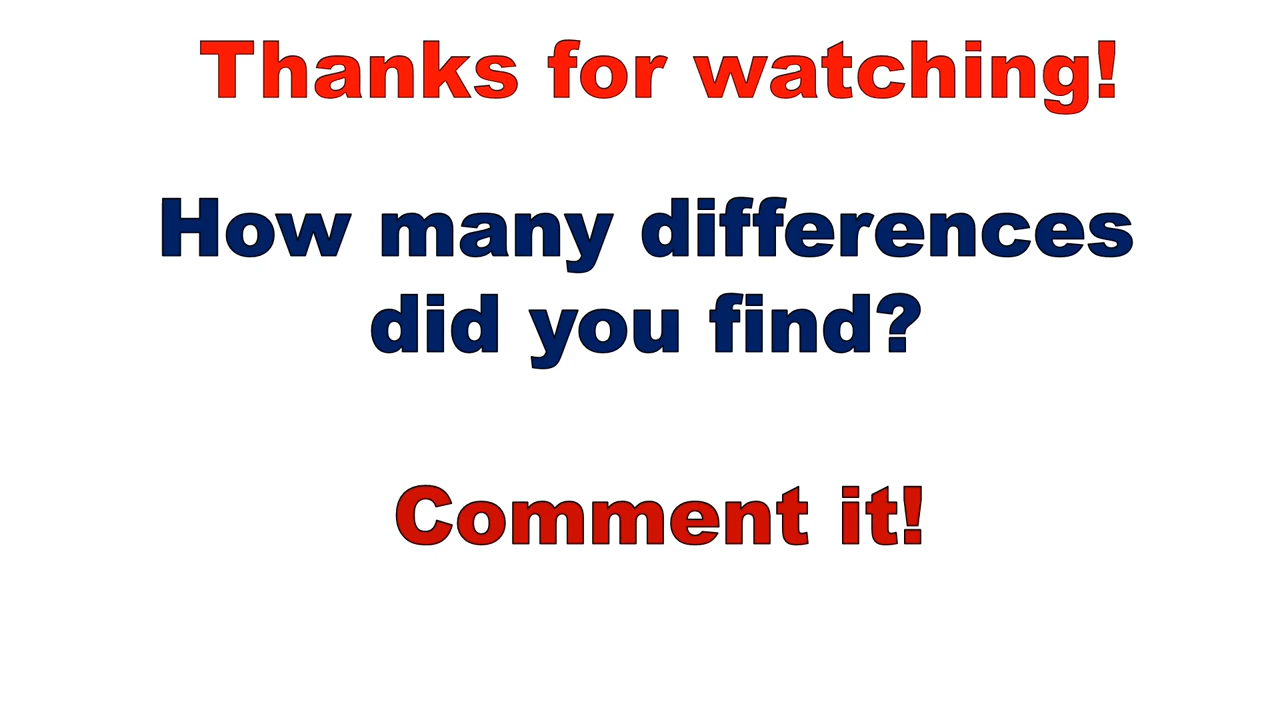 Thanks for watching!
How many differences
did you find?
Comment it!